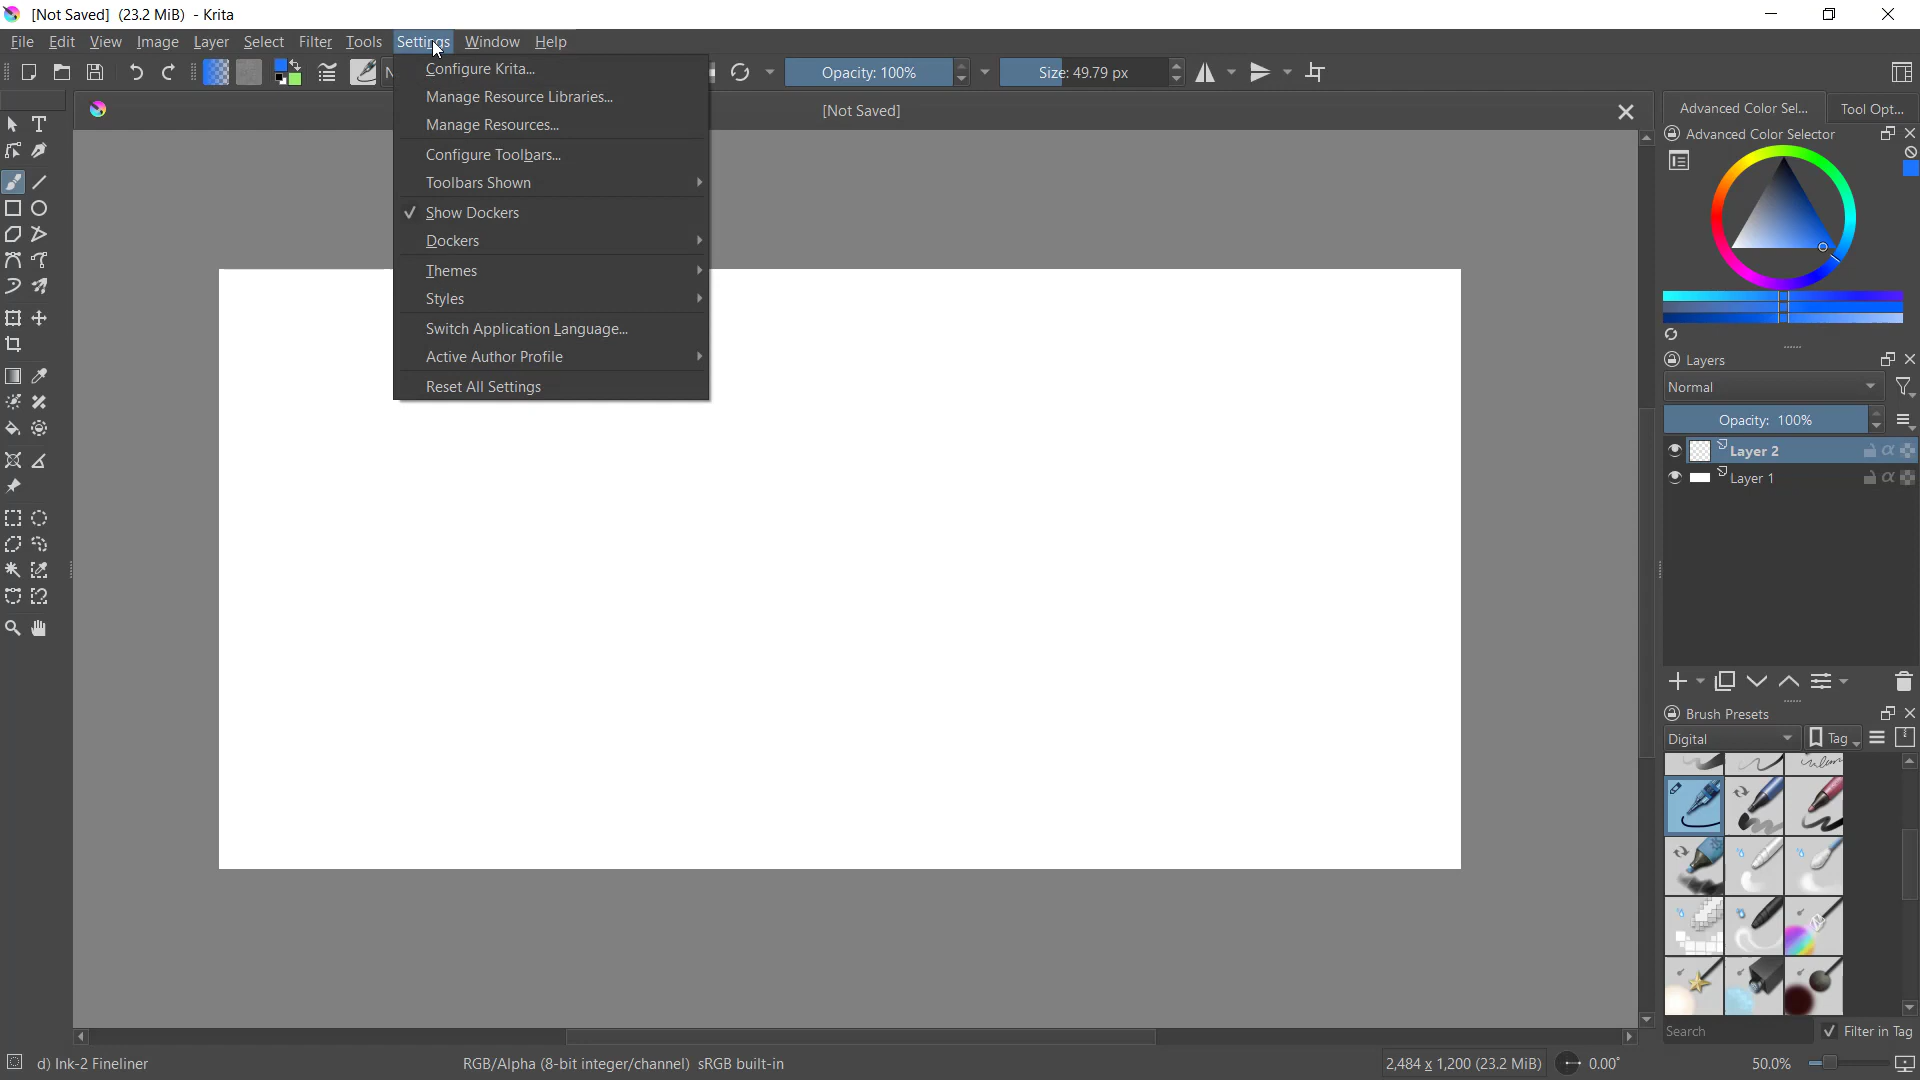 [Not Saved] (23.2 MiB) - Krita
File Edit View Image Layer Select Filter Tools Settings Window Help
Opacity: 100%
Size: 49.79 px
[Not Saved]
Configure Krita...
Manage Resource Libraries...
Manage Resources...
Configure Toolbars...
Toolbars Shown
Show Dockers
Dockers
Themes
Styles
Switch Application Language...
Active Author Profile
Reset All Settings
Advanced Color Sel...
Tool Opt...
Advanced Color Selector
Layers
Normal
Opacity: 100%
Layer 2
Layer 1
Brush Presets
Digital
Tag
Search
Filter in Tag
d) Ink-2 Fineliner
RGB/Alpha (8-bit integer/channel) sRGB built-in
2,484 x 1,200 (23.2 MiB)
0.00°
50.0%